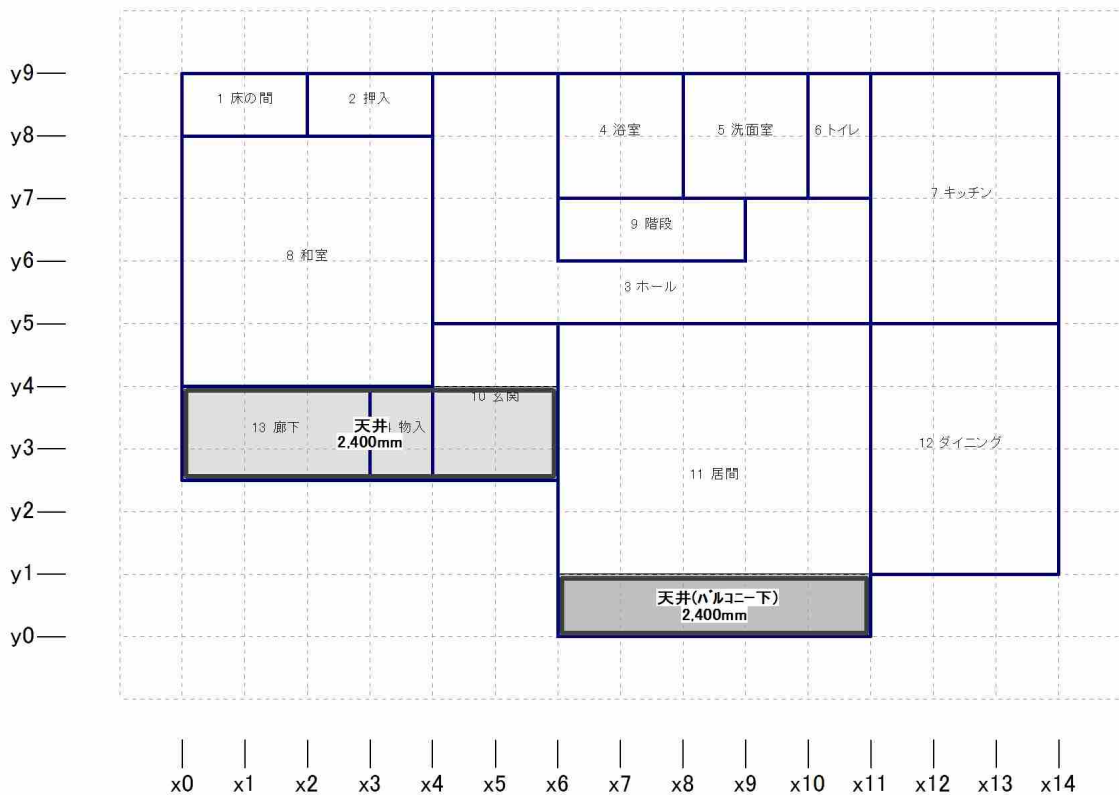 y9
1 床の間
2 押入
4 浴室
5 洗面室
6 トイレ
y8
y7
7 キッチン
9 階段
8 和室
y6
3 ホール
y5
y4
10 玄関
13 廊下
天井
2,400mm
物入
y3
12 ダイニング
11 居間
y2
y1
天井(バルコニー下)
2,400mm
y0
x0 x1 x2 x3 x4 x5 x6 x7 x8 x9 x10 x11 x12 x13 x14